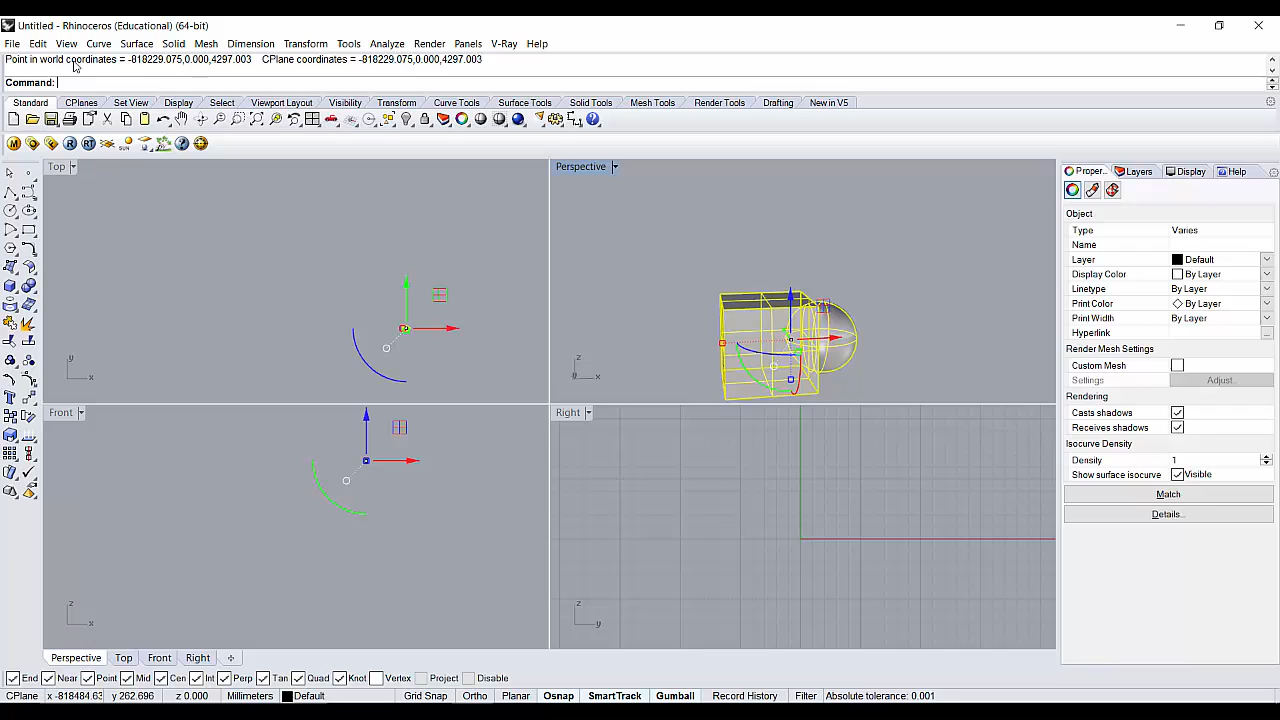 Untitled - Rhinoceros (Educational) (64-bit)
File Edit View Curve Surface Solid Mesh Dimension Transform Tools Analyze Render Panels V-Ray Help
Point in world coordinates = -818229.075,0.000,4297.003 CPlane coordinates = -818229.075,0.000,4297.003
Command:
Standard CPlanes Set View Display Select Viewport Layout Visibility Transform Curve Tools Surface Tools Solid Tools Mesh Tools Render Tools Drafting New in V5
Top
Perspective
Proper... Layers Display Help
Object
Type Varies
Name
Layer Default
Display Color By Layer
Linetype By Layer
Print Color By Layer
Print Width By Layer
Hyperlink ...
Render Mesh Settings
Custom Mesh
Settings Adjust...
Rendering
Casts shadows
Receives shadows
Isocurve Density
Density 1
Show surface isocurve Visible
Match
Details...
y
x
z
x
Front
Right
z
x
z
y
Perspective Top Front Right
End Near Point Mid Cen Int Perp Tan Quad Knot Vertex Project Disable
CPlane x -818484.63 y 262.696 z 0.000 Millimeters Default Grid Snap Ortho Planar Osnap SmartTrack Gumball Record History Filter Absolute tolerance: 0.001